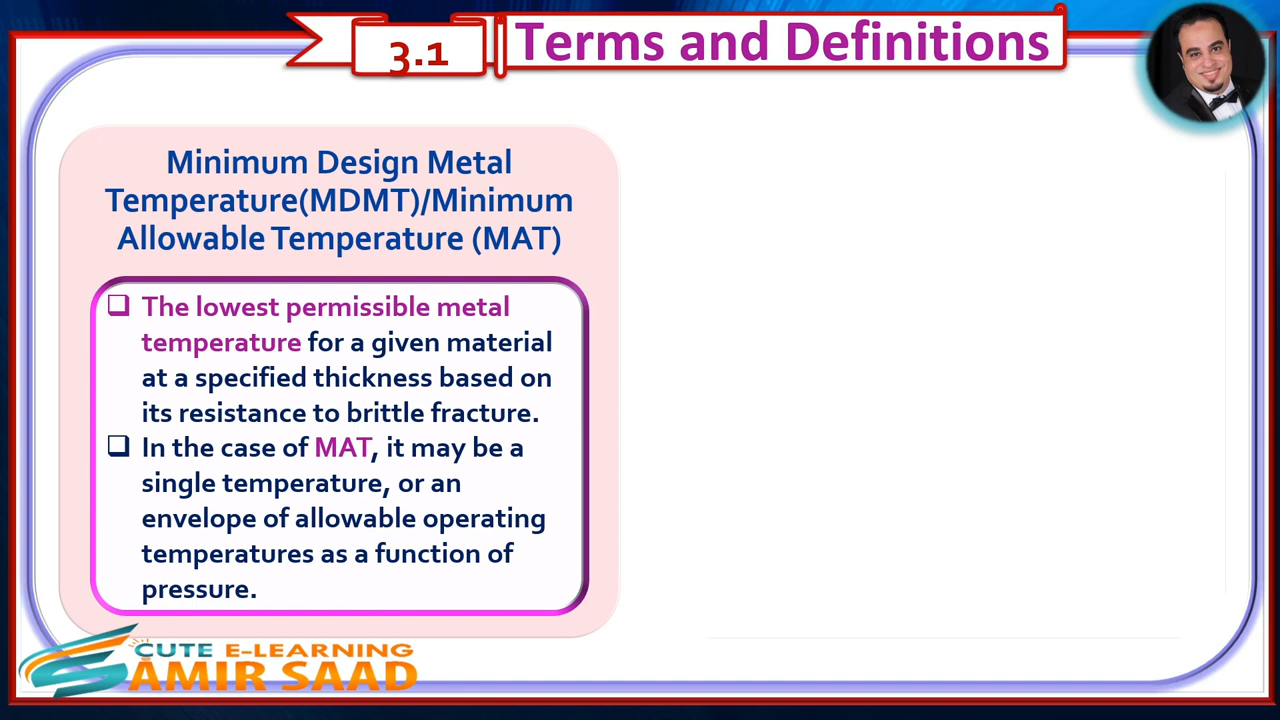 3.1
Terms and Definitions
Minimum Design Metal
Temperature(MDMT)/Minimum
Allowable Temperature (MAT)
❑ The lowest permissible metal
temperature for a given material
at a specified thickness based on
its resistance to brittle fracture.
❑ In the case of MAT, it may be a
single temperature, or an
envelope of allowable operating
temperatures as a function of
pressure.
CUTE E-LEARNING
AMIR SAAD